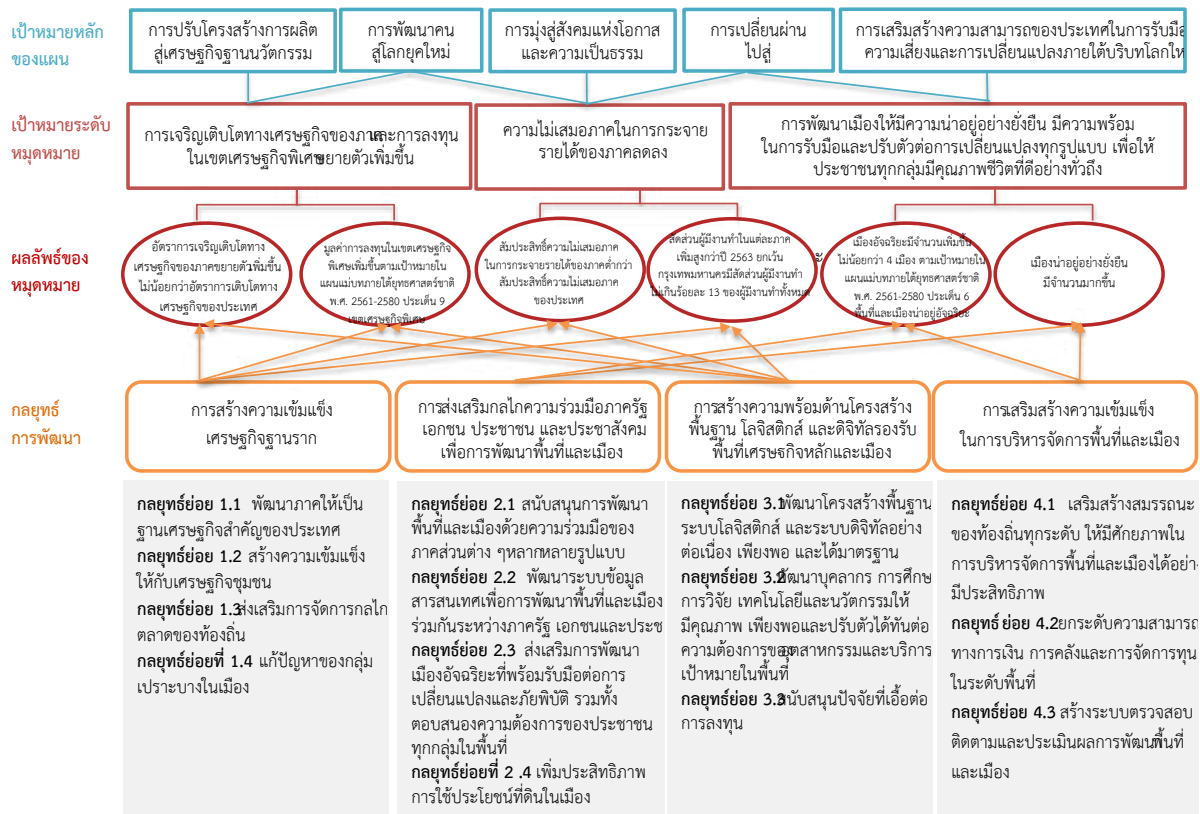 เป้าหมายหลัก
ของแผน
การปรับโครงสร้างการผลิต
สู่เศรษฐกิจฐานนวัตกรรม
การพัฒนาคน
สู่โลกยุคใหม่
การมุ่งสู่สังคมแห่งโอกาส
และความเป็นธรรม
การเปลี่ยนผ่าน
ไปสู่
การเสริมสร้างความสามารถของประเทศในการรับมือ
ความเสี่ยงและการเปลี่ยนแปลงภายใต้บริบทโลกให
เป้าหมายระดับ
หมุดหมาย
การเจริญเติบโตทางเศรษฐกิจของภาคและการลงทุน
ในเขตเศรษฐกิจพิเศษขยายตัวเพิ่มขึ้น
ความไม่เสมอภาคในการกระจาย
รายได้ของภาคลดลง
การพัฒนาเมืองให้มีความน่าอยู่อย่างยั่งยืน มีความพร้อม
ในการรับมือและปรับตัวต่อการเปลี่ยนแปลงทุกรูปแบบ เพื่อให้
ประชาชนทุกกลุ่มมีคุณภาพชีวิตที่ดีอย่างทั่วถึง
ผลลัพธ์ของ
หมุดหมาย
อัตราการเจริญเติบโตทาง
เศรษฐกิจของภาคขยายตัวเพิ่มขึ้น
ไม่น้อยกว่าอัตราการเติบโตทาง
เศรษฐกิจของประเทศ
มูลค่าการลงทุนในเขตเศรษฐกิจ
พิเศษเพิ่มขึ้นตามเป้าหมายใน
แผนแม่บทภายใต้ยุทธศาสตร์ชาติ
พ.ศ. 2561-2580 ประเด็น 9
เขตเศรษฐกิจพิเศษ
สัมประสิทธิ์ความไม่เสมอภาค
ในการกระจายรายได้ของภาคต่ำกว่า
สัมประสิทธิ์ความไม่เสมอภาค
ของประเทศ
สัดส่วนผู้มีงานทำในแต่ละภาค
เพิ่มสูงกว่าปี 2563 ยกเว้น
กรุงเทพมหานครมีสัดส่วนผู้มีงานทำ
ไม่เกินร้อยละ 13 ของผู้มีงานทำทั้งหมด
เมืองอัจฉริยะมีจำนวนเพิ่มขึ้น
ไม่น้อยกว่า 4 เมือง ตามเป้าหมายใน
แผนแม่บทภายใต้ยุทธศาสตร์ชาติ
พ.ศ. 2561-2580 ประเด็น 6
พื้นที่และเมืองน่าอยู่อัจฉริยะ
เมืองน่าอยู่อย่างยั่งยืน
มีจำนวนมากขึ้น
กลยุทธ์
การพัฒนา
การสร้างความเข้มแข็ง
เศรษฐกิจฐานราก
การส่งเสริมกลไกความร่วมมือภาครัฐ
เอกชน ประชาชน และประชาสังคม
เพื่อการพัฒนาพื้นที่และเมือง
การสร้างความพร้อมด้านโครงสร้าง
พื้นฐาน โลจิสติกส์ และดิจิทัลรองรับ
พื้นที่เศรษฐกิจหลักและเมือง
การเสริมสร้างความเข้มแข็ง
ในการบริหารจัดการพื้นที่และเมือง
กลยุทธ์ย่อย 1.1 พัฒนาภาคให้เป็น
ฐานเศรษฐกิจสำคัญของประเทศ
กลยุทธ์ย่อย 1.2 สร้างความเข้มแข็ง
ให้กับเศรษฐกิจชุมชน
กลยุทธ์ย่อย 1.3 ส่งเสริมการจัดการกลไก
ตลาดของท้องถิ่น
กลยุทธ์ย่อยที่ 1.4 แก้ปัญหาของกลุ่ม
เปราะบางในเมือง
กลยุทธ์ย่อย 2.1 สนับสนุนการพัฒนา
พื้นที่และเมืองด้วยความร่วมมือของ
ภาคส่วนต่าง ๆหลากหลายรูปแบบ
กลยุทธ์ย่อย 2.2 พัฒนาระบบข้อมูล
สารสนเทศเพื่อการพัฒนาพื้นที่และเมือง
ร่วมกันระหว่างภาครัฐ เอกชนและประช
กลยุทธ์ย่อย 2.3 ส่งเสริมการพัฒนา
เมืองอัจฉริยะที่พร้อมรับมือต่อการ
เปลี่ยนแปลงและภัยพิบัติ รวมทั้ง
ตอบสนองความต้องการของประชาชน
ทุกกลุ่มในพื้นที่
กลยุทธ์ย่อยที่ 2 .4 เพิ่มประสิทธิภาพ
การใช้ประโยชน์ที่ดินในเมือง
กลยุทธ์ย่อย 3.1 พัฒนาโครงสร้างพื้นฐาน
ระบบโลจิสติกส์ และระบบดิจิทัลอย่าง
ต่อเนื่อง เพียงพอ และได้มาตรฐาน
กลยุทธ์ย่อย 3.2 พัฒนาบุคลากร การศึกษ
การวิจัย เทคโนโลยีและนวัตกรรมให้
มีคุณภาพ เพียงพอและปรับตัวได้ทันต่อ
ความต้องการของอุตสาหกรรมและบริการ
เป้าหมายในพื้นที่
กลยุทธ์ย่อย 3.3 สนับสนุนปัจจัยที่เอื้อต่อ
การลงทุน
กลยุทธ์ย่อย 4.1 เสริมสร้างสมรรถนะ
ของท้องถิ่นทุกระดับ ให้มีศักยภาพใน
การบริหารจัดการพื้นที่และเมืองได้อย่าง
มีประสิทธิภาพ
กลยุทธ์ ย่อย 4.2 ยกระดับความสามารถ
ทางการเงิน การคลังและการจัดการทุน
ในระดับพื้นที่
กลยุทธ์ย่อย 4.3 สร้างระบบตรวจสอบ
ติดตามและประเมินผลการพัฒนาพื้นที่
และเมือง